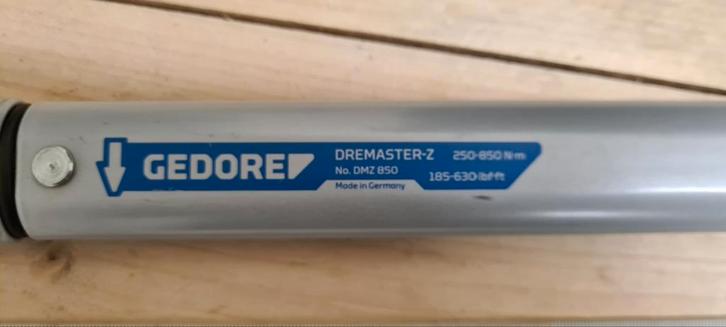 GEDORE
DREMASTER-Z 250-850 N·m
No. DMZ 850 185-630 lbf·ft
Made in Germany